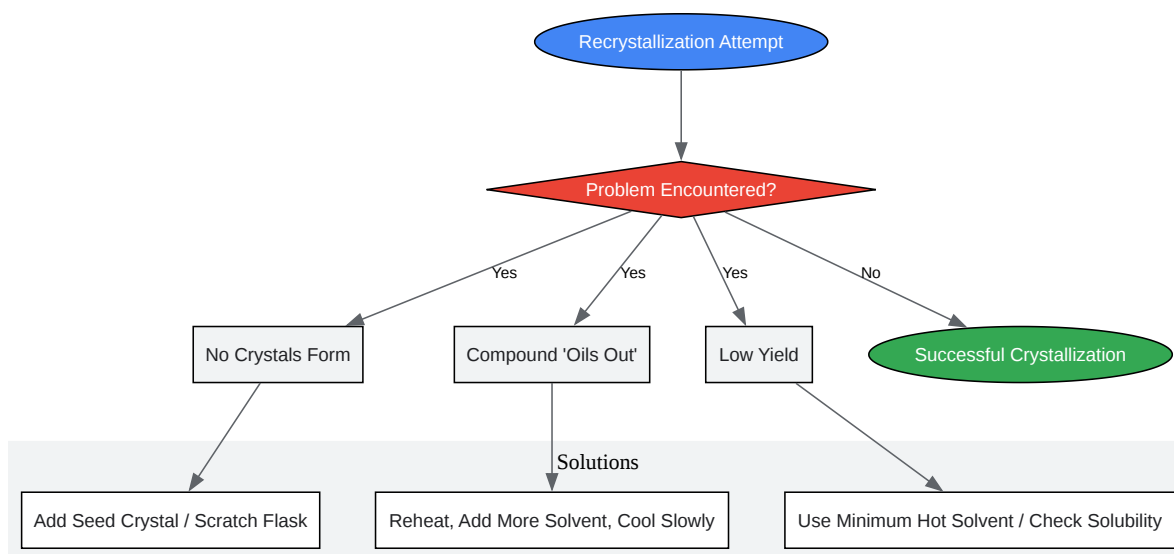 Recrystallization Attempt
Problem Encountered?
Yes
Yes
Yes
No
No Crystals Form
Compound 'Oils Out'
Low Yield
Successful Crystallization
Solutions
Add Seed Crystal / Scratch Flask
Reheat, Add More Solvent, Cool Slowly
Use Minimum Hot Solvent / Check Solubility